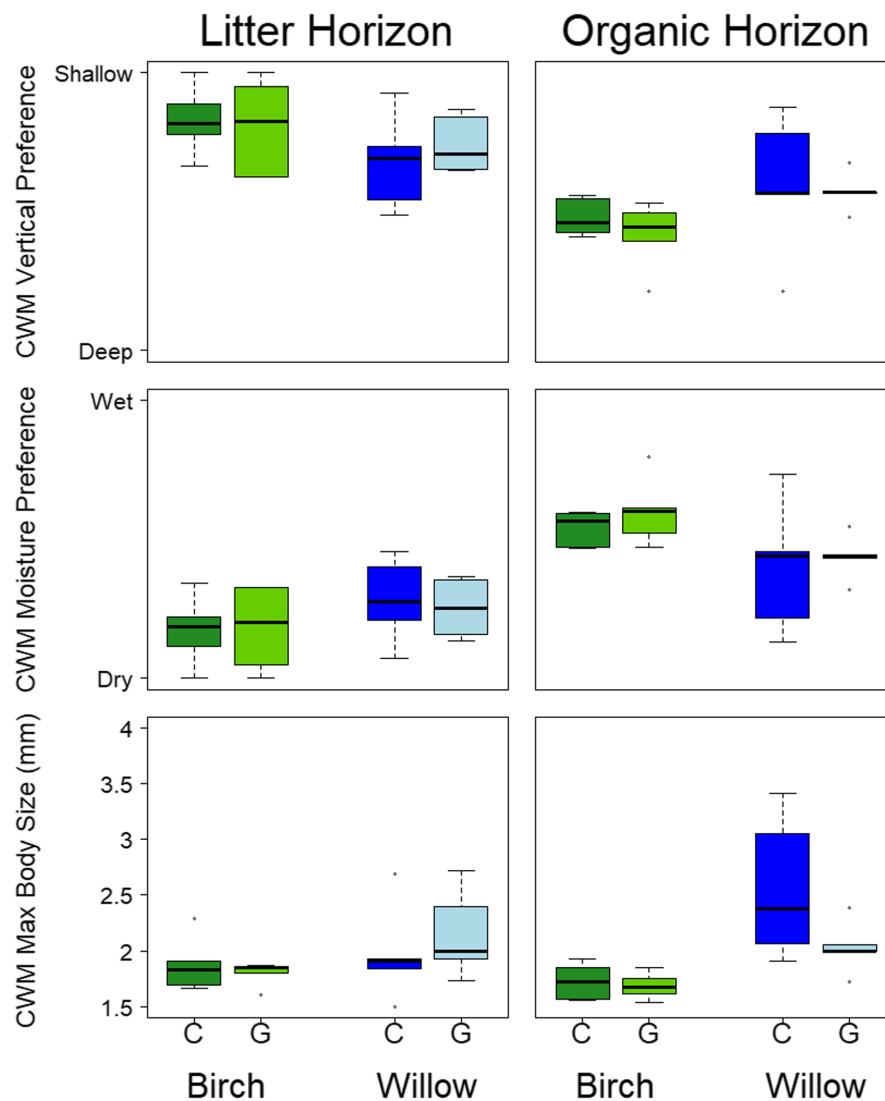 Litter Horizon
Organic Horizon
CWM Vertical Preference
Shallow
Deep
CWM Moisture Preference
Wet
Dry
CWM Max Body Size (mm)
4
3.5
3
2.5
2
1.5
C G C G
C G C G
Birch Willow
Birch Willow